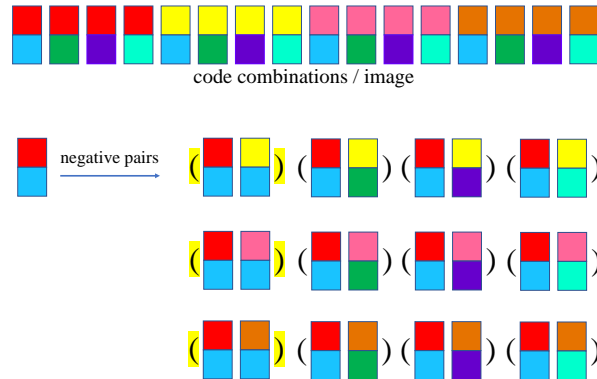 code combinations / image
negative pairs
( ) ( ) ( ) ( )
( ) ( ) ( ) ( )
( ) ( ) ( ) ( )